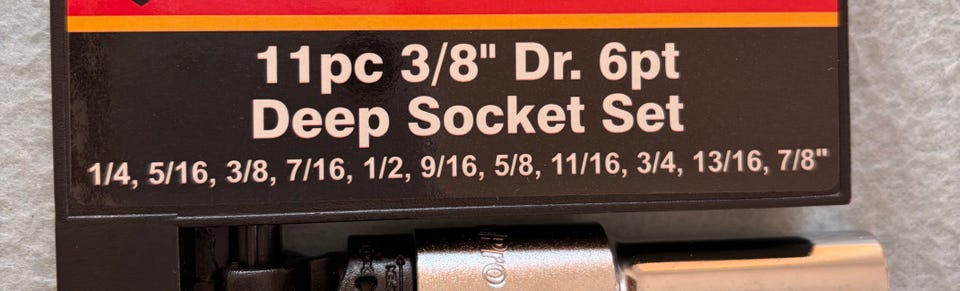 11pc 3/8" Dr. 6pt
Deep Socket Set
1/4, 5/16, 3/8, 7/16, 1/2, 9/16, 5/8, 11/16, 3/4, 13/16, 7/8"